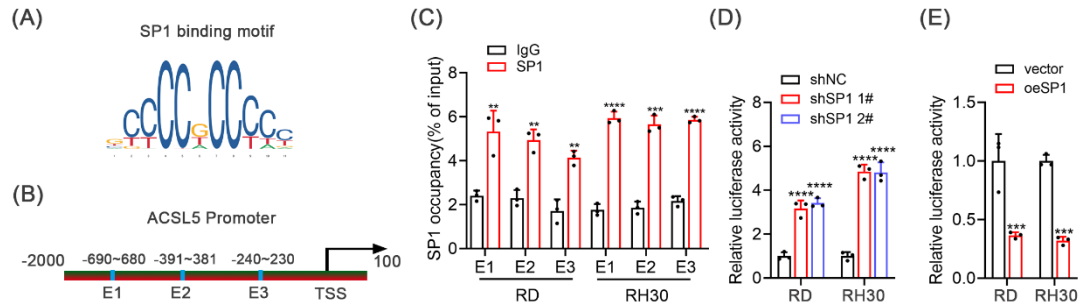 (A)
SP1 binding motif
(B)
ACSL5 Promoter
-2000
-690~680
-391~381
-240~230
100
E1
E2
E3
TSS
(C)
IgG
SP1
SP1 occupancy(% of input)
8
6
4
2
0
** ** ** **** *** ****
E1 E2 E3 E1 E2 E3
RD RH30
(D)
shNC
shSP1 1#
shSP1 2#
Relative luciferase activity
8
6
4
2
0
**** **** **** ****
RD RH30
(E)
vector
oeSP1
Relative luciferase activity
1.5
1.0
0.5
0.0
*** ***
RD RH30